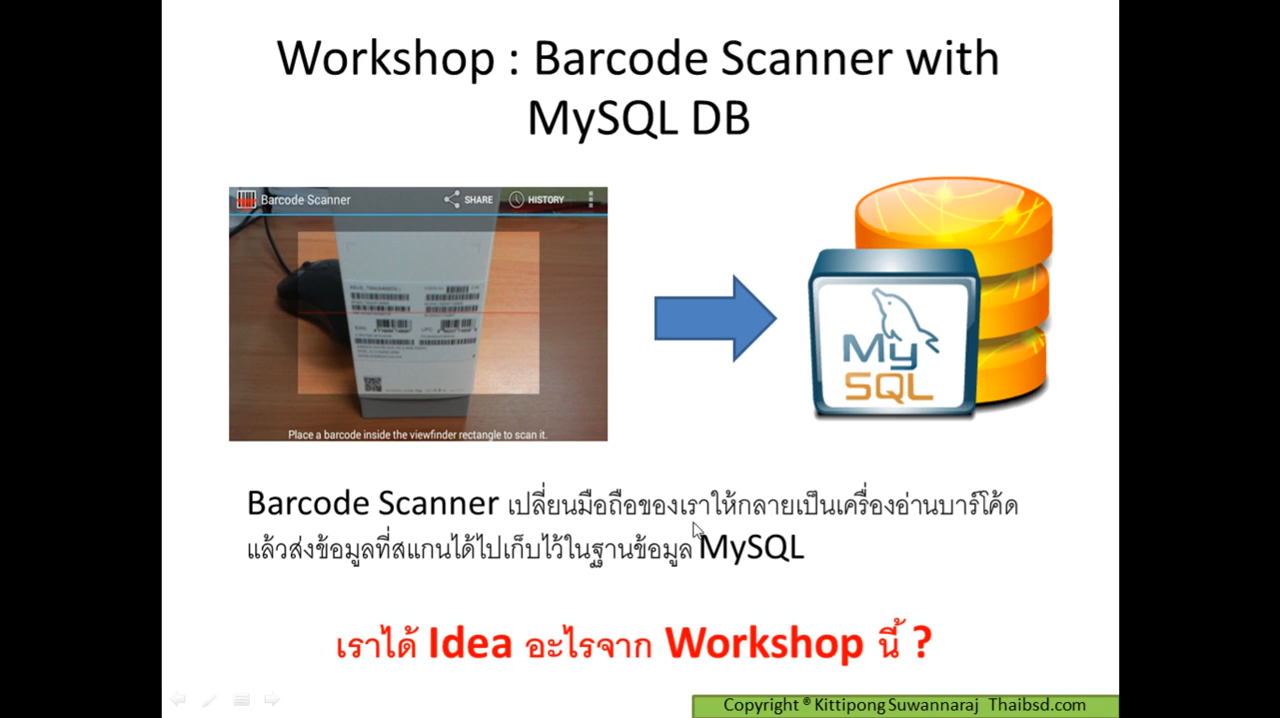 Workshop : Barcode Scanner with
MySQL DB
Barcode Scanner
SHARE
HISTORY
Place a barcode inside the viewfinder rectangle to scan it.
My
SQL
Barcode Scanner เปลี่ยนมือถือของเราให้กลายเป็นเครื่องอ่านบาร์โค้ด
แล้วส่งข้อมูลที่สแกนได้ไปเก็บไว้ในฐานข้อมูล MySQL
เราได้ Idea อะไรจาก Workshop นี้ ?
Copyright ® Kittipong Suwannaraj Thaibsd.com